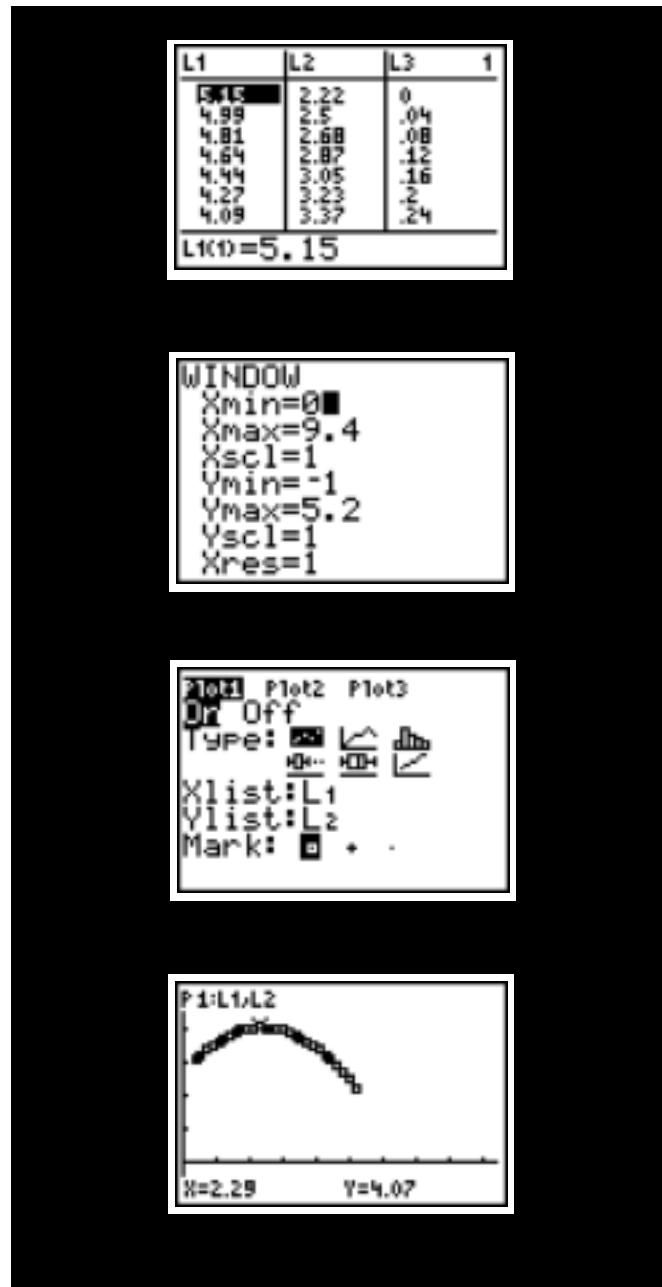 L1 L2 L3 1
5.15 2.22 0
4.99 2.5 .04
4.81 2.68 .08
4.64 2.87 .12
4.44 3.05 .16
4.27 3.23 .2
4.09 3.37 .24
L1(1)=5.15
WINDOW
Xmin=0
Xmax=9.4
Xscl=1
Ymin=-1
Ymax=5.2
Yscl=1
Xres=1
Plot1 Plot2 Plot3
On Off
Type:
Xlist:L1
Ylist:L2
Mark:
P1:L1,L2
X=2.29 Y=4.07